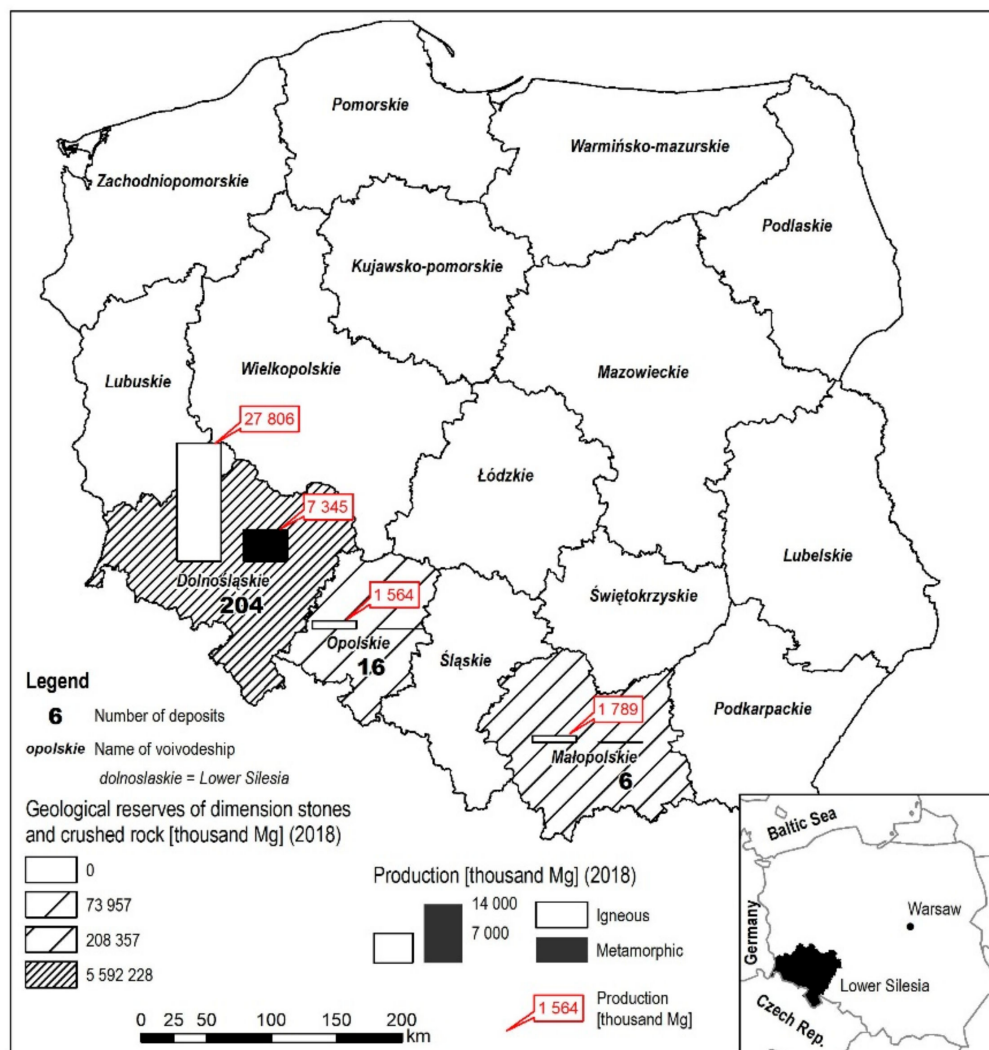 Pomorskie
Warmińsko-mazurskie
Zachodniopomorskie
Podlaskie
Kujawsko-pomorskie
Lubuskie
Wielkopolskie
Mazowieckie
27 806
Łódzkie
7 345
Lubelskie
Dolnośląskie
204
1 564
Świętokrzyskie
Opolskie
16
Śląskie
1 789
Podkarpackie
Małopolskie
6
Legend
6 Number of deposits
opolskie Name of voivodeship
dolnoslaskie = Lower Silesia
Geological reserves of dimension stones
and crushed rock [thousand Mg] (2018)
0
73 957
208 357
5 592 228
0 50 100 150 200
km
Production [thousand Mg] (2018)
14 000
7 000
Igneous
Metamorphic
1 564 Production
[thousand Mg]
Baltic Sea
Germany
Warsaw
Lower Silesia
Czech Rep.